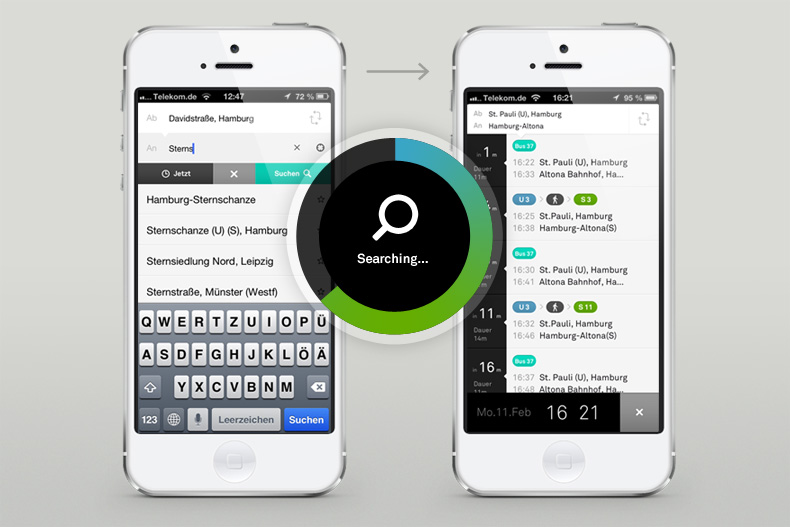 Telekom.de 12:47 72 %
Ab Davidstraße, Hamburg
An Sterns
Jetzt Suchen
Hamburg-Sternschanze
Sternschanze (U) (S), Hamburg
Sternsiedlung Nord, Leipzig
Sternstraße, Münster (Westf)
Q W E R T Z U I O P Ü
A S D F G H J K L Ö Ä
Y X C V B N M
123 Leerzeichen Suchen
Searching...
Telekom.de 16:21 95 %
Ab St. Pauli (U), Hamburg
An Hamburg-Altona
in 1 m
Dauer
11m
Bus 37
16:22 St. Pauli (U), Hamburg
16:33 Altona Bahnhof, Ha...
U 3 S 3
16:25 St.Pauli, Hamburg
16:38 Hamburg-Altona(S)
Bus 37
16:30 St. Pauli (U), Hamburg
16:41 Altona Bahnhof, Ha...
in 11 m
Dauer
14m
U 3 S 11
16:32 St.Pauli, Hamburg
16:46 Hamburg-Altona(S)
in 16 m
Dauer
11m
Bus 37
16:37 St. Pauli (U), Hamburg
16:48 Altona Bahnhof, Ha...
Mo.11.Feb 16 21